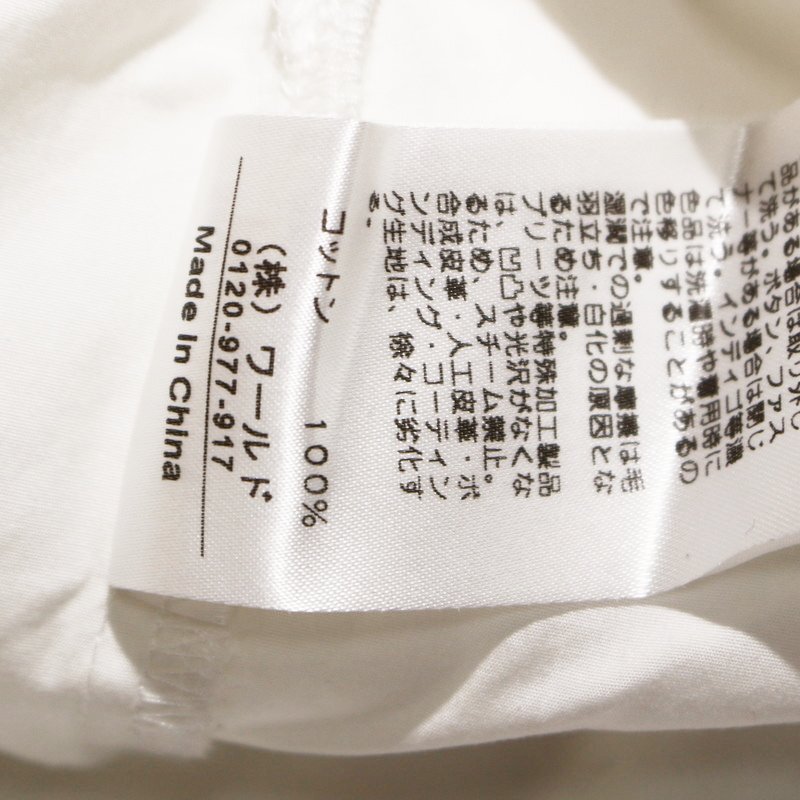 品がある場合は取り外し
て洗う。ボタン、ファス
ナー等がある場合は閉じ
て洗う。インディゴ等濃
色品は洗濯時や着用時に
色移りすることがあるの
で注意。
湿潤での過剰な摩擦は毛
羽立ち・白化の原因とな
るため注意。
プリーツ等特殊加工製品
は、凹凸や光沢がなくな
るため、スチーム禁止。
合成皮革・人工皮革・ボ
ンディング・コーティン
グ生地は、徐々に劣化す
る。
コットン 100%
(株)ワールド
0120-977-917
Made In China